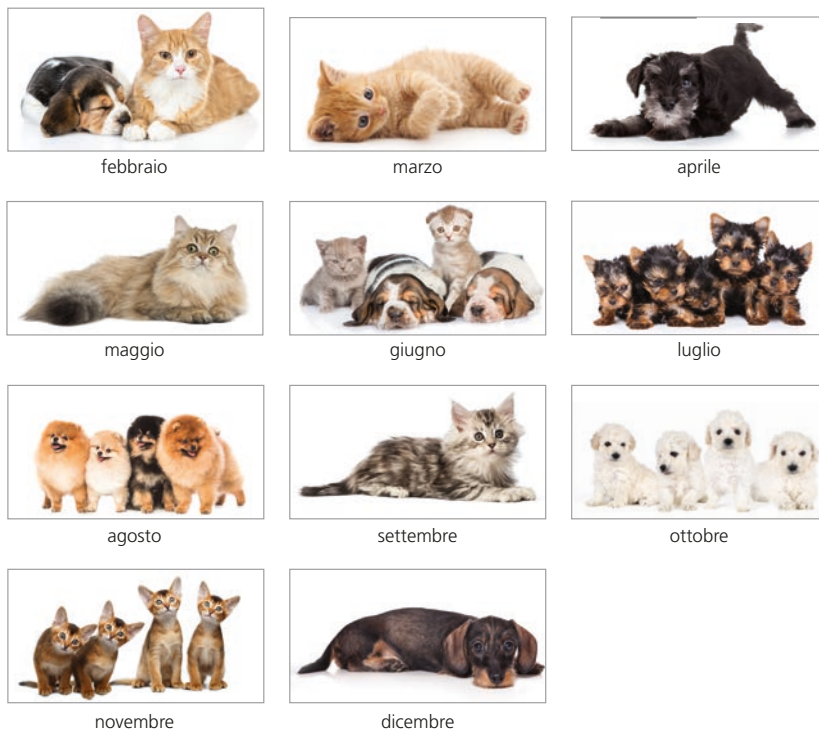 febbraio
marzo
aprile
maggio
giugno
luglio
agosto
settembre
ottobre
novembre
dicembre